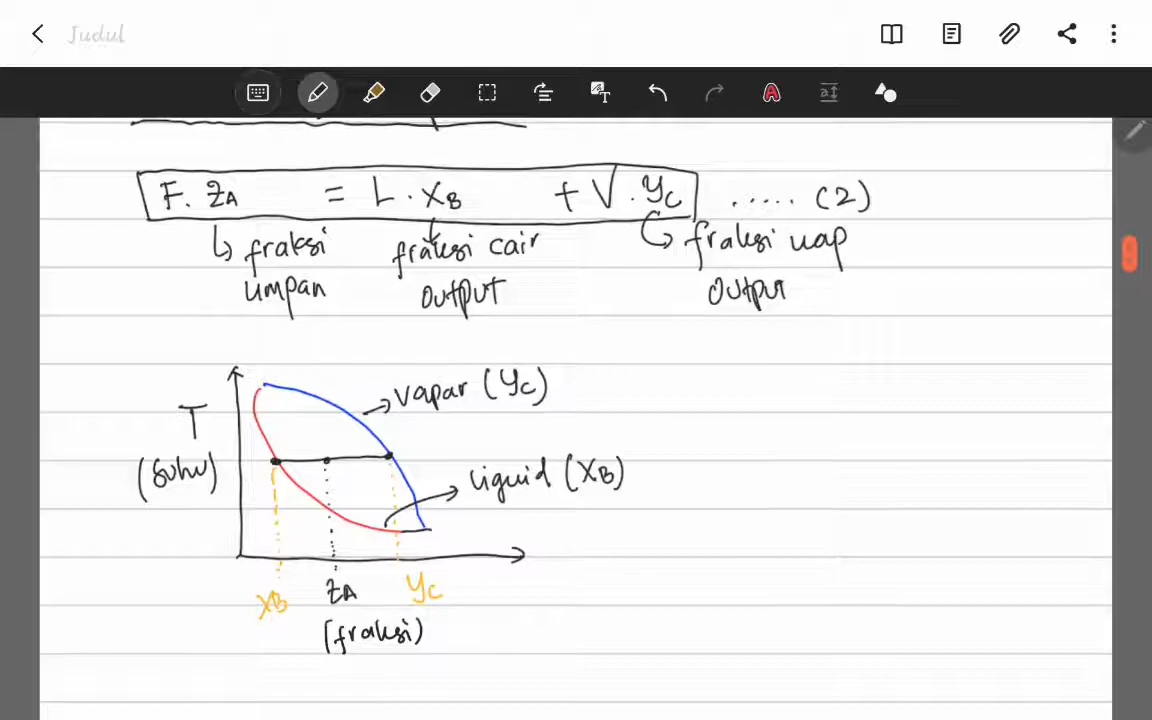 Judul
F. ZA = L . XB + V . yc ..... (2)
↳ fraksi umpan
fraksi cair output
fraksi uap output
vapar (yc)
T
(suhu)
liquid (XB)
XB
ZA
yc
(fraksi)